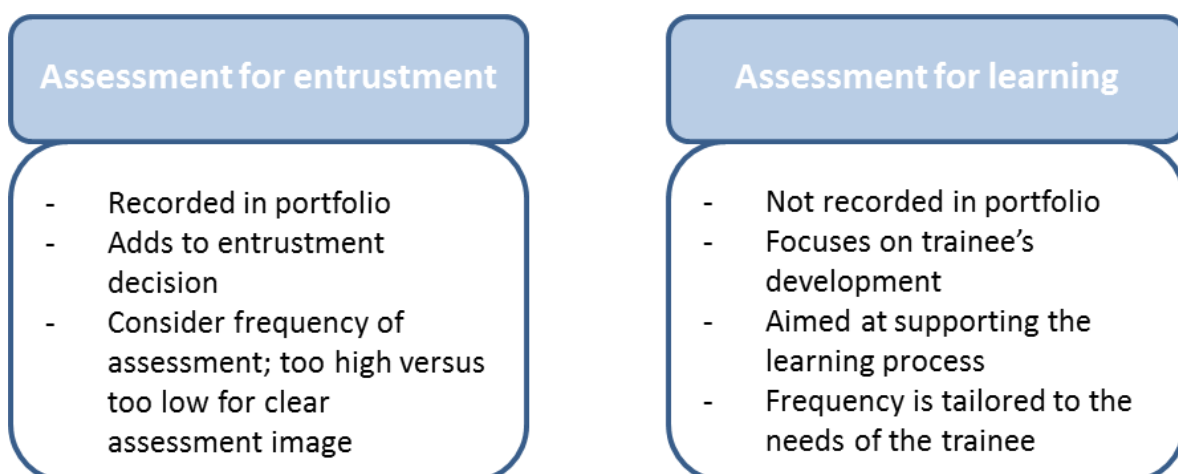 Assessment for entrustment
- Recorded in portfolio
- Adds to entrustment
decision
- Consider frequency of
assessment; too high versus
too low for clear
assessment image
Assessment for learning
- Not recorded in portfolio
- Focuses on trainee’s
development
- Aimed at supporting the
learning process
- Frequency is tailored to the
needs of the trainee